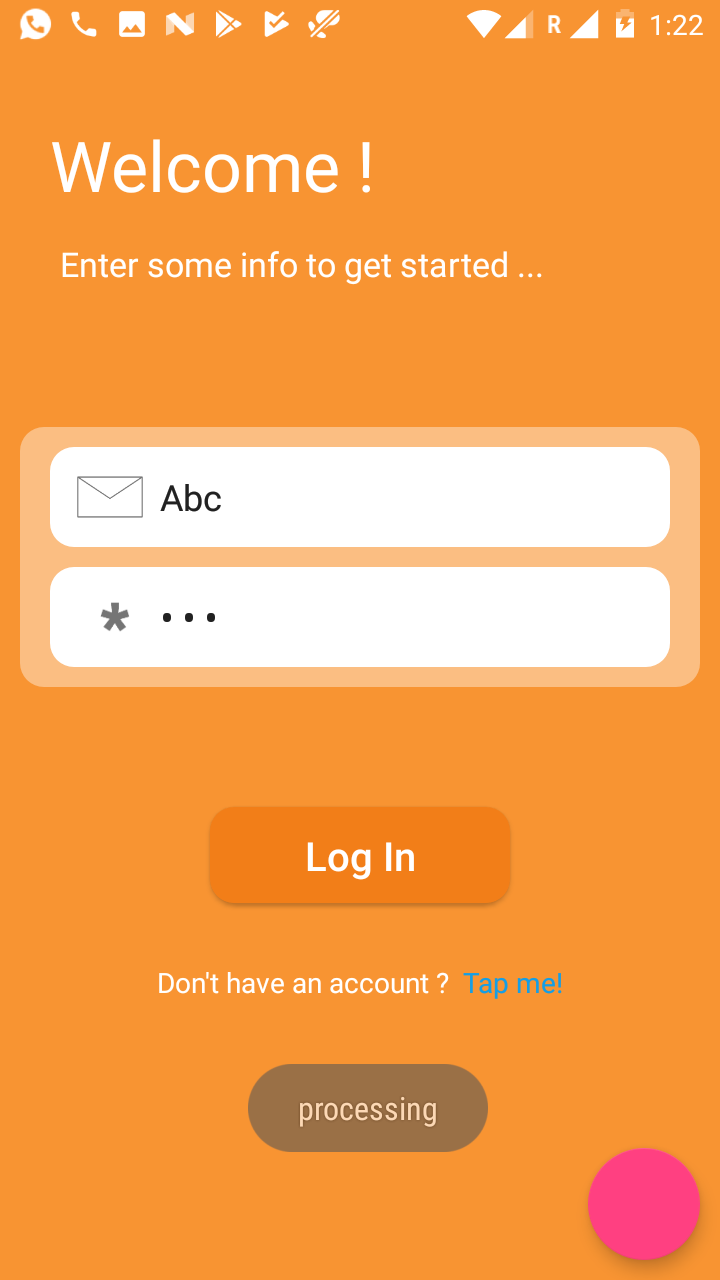 R 1:22
Welcome !
Enter some info to get started ...
Abc
* •••
Log In
Don't have an account ? Tap me!
processing